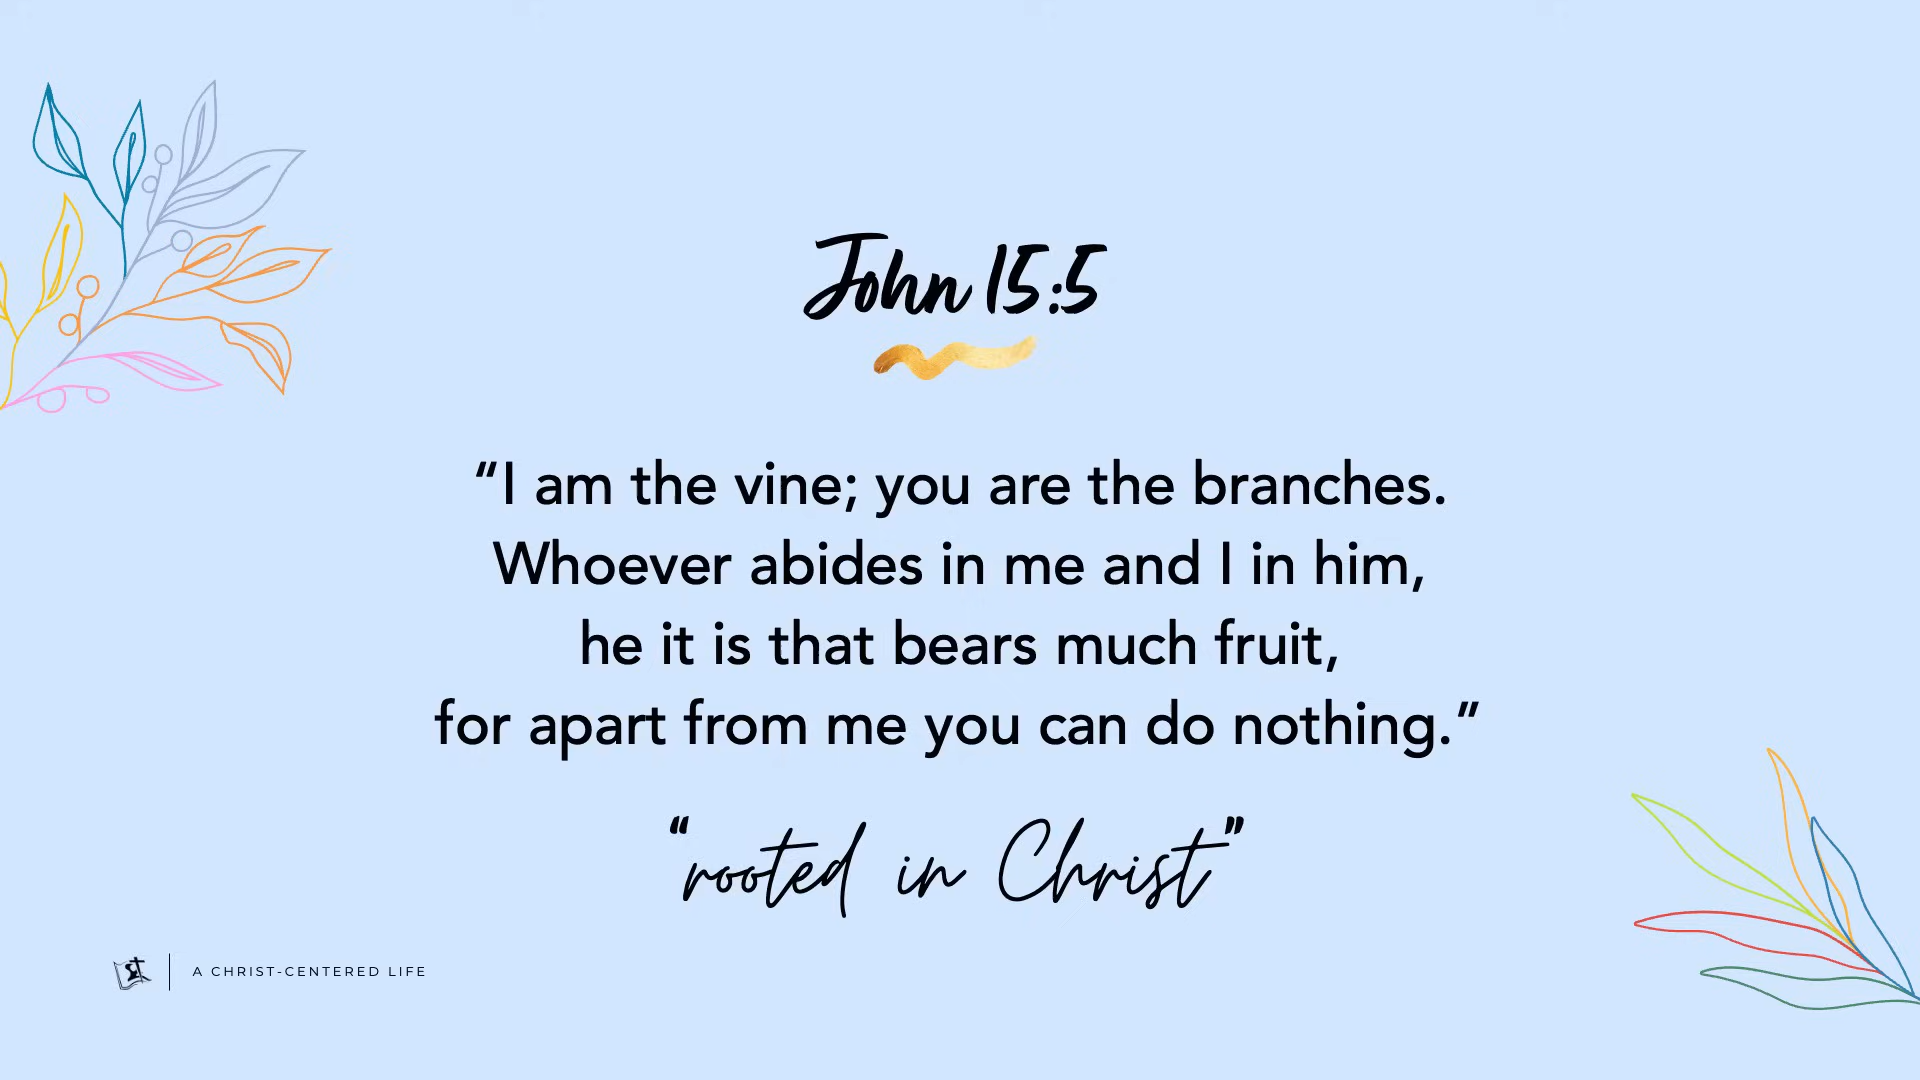 John 15:5
“I am the vine; you are the branches.
Whoever abides in me and I in him,
he it is that bears much fruit,
for apart from me you can do nothing.”
“rooted in Christ”
A CHRIST-CENTERED LIFE